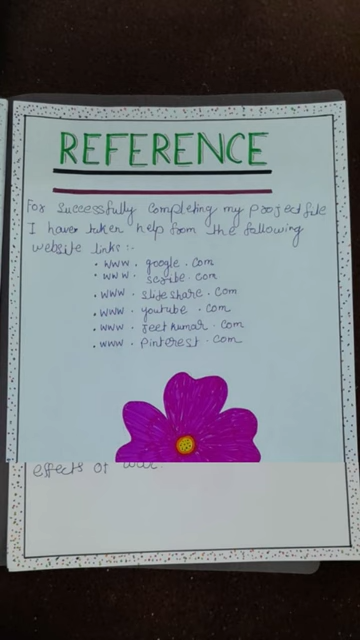 REFERENCE
For Successfully Completing my project file
I have taken help from the following
website links :-
• www . google . com
• www . scribe . com
• www . slideshare . com
• www . youtube . com
• www . Jeetkumar . com
• www . Pinterest . com
effects of